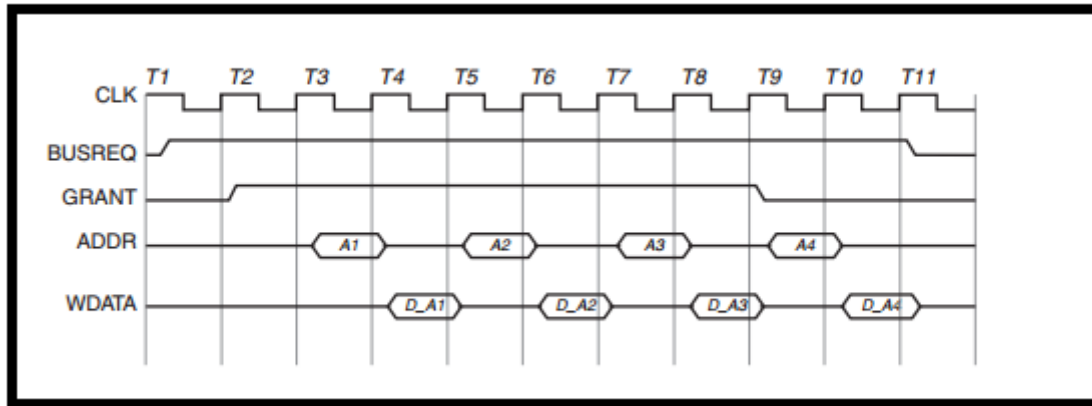 T1 T2 T3 T4 T5 T6 T7 T8 T9 T10 T11
CLK
BUSREQ
GRANT
ADDR A1 A2 A3 A4
WDATA D_A1 D_A2 D_A3 D_A4